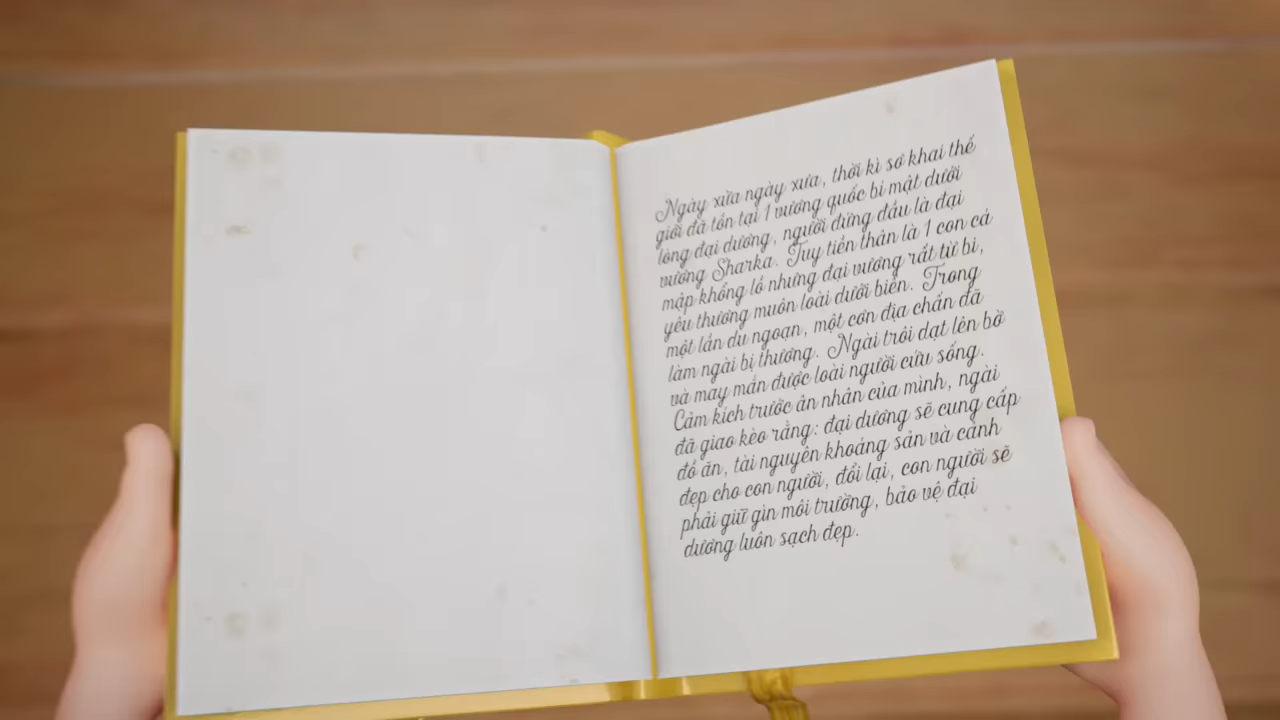 Ngày xửa ngày xưa, thời kì sơ khai thế
giới đã tồn tại 1 vương quốc bí mật dưới
lòng đại dương, người đứng đầu là đại
vương Sharka. Tuy tiền thân là 1 con cá
mập khổng lồ nhưng đại vương rất từ bi,
yêu thương muôn loài dưới biển. Trong
một lần du ngoạn, một cơn địa chấn đã
làm ngài bị thương. Ngài trôi dạt lên bờ
và may mắn được loài người cứu sống.
Cảm kích trước ân nhân của mình, ngài
đã giao kèo rằng: đại dương sẽ cung cấp
đồ ăn, tài nguyên khoáng sản và cảnh
đẹp cho con người, đổi lại, con người sẽ
phải giữ gìn môi trường, bảo vệ đại
dương luôn sạch đẹp.